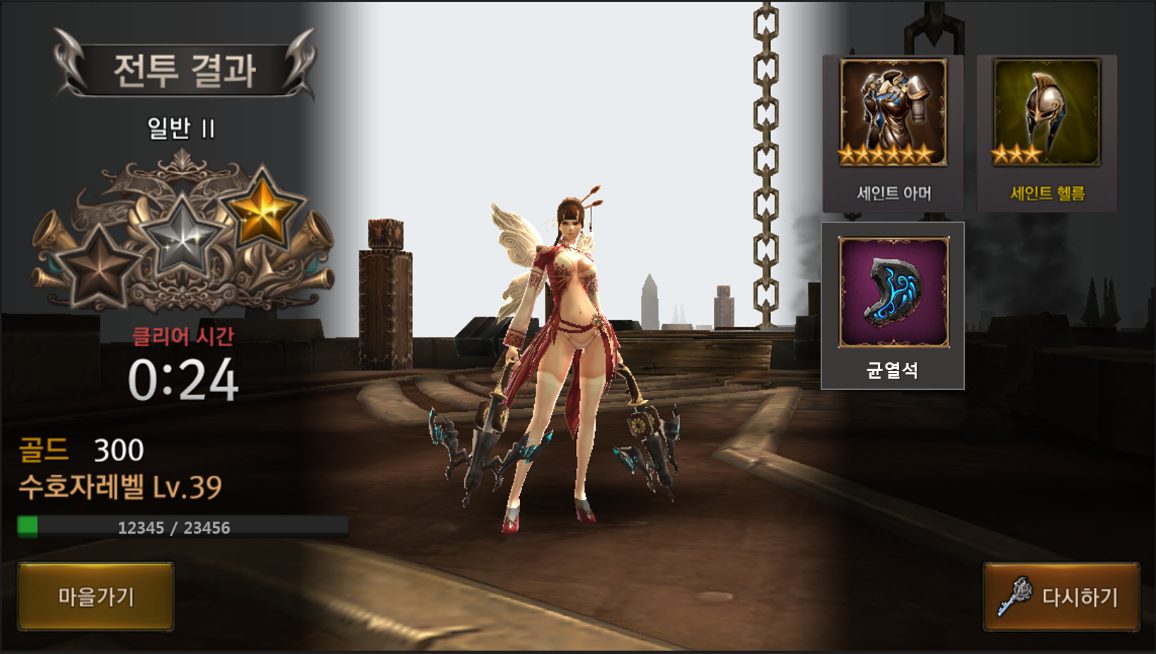 전투 결과
일반 II
클리어 시간
0:24
골드 300
수호자레벨 Lv.39
12345 / 23456
마을가기
세인트 아머
세인트 헬름
균열석
다시하기